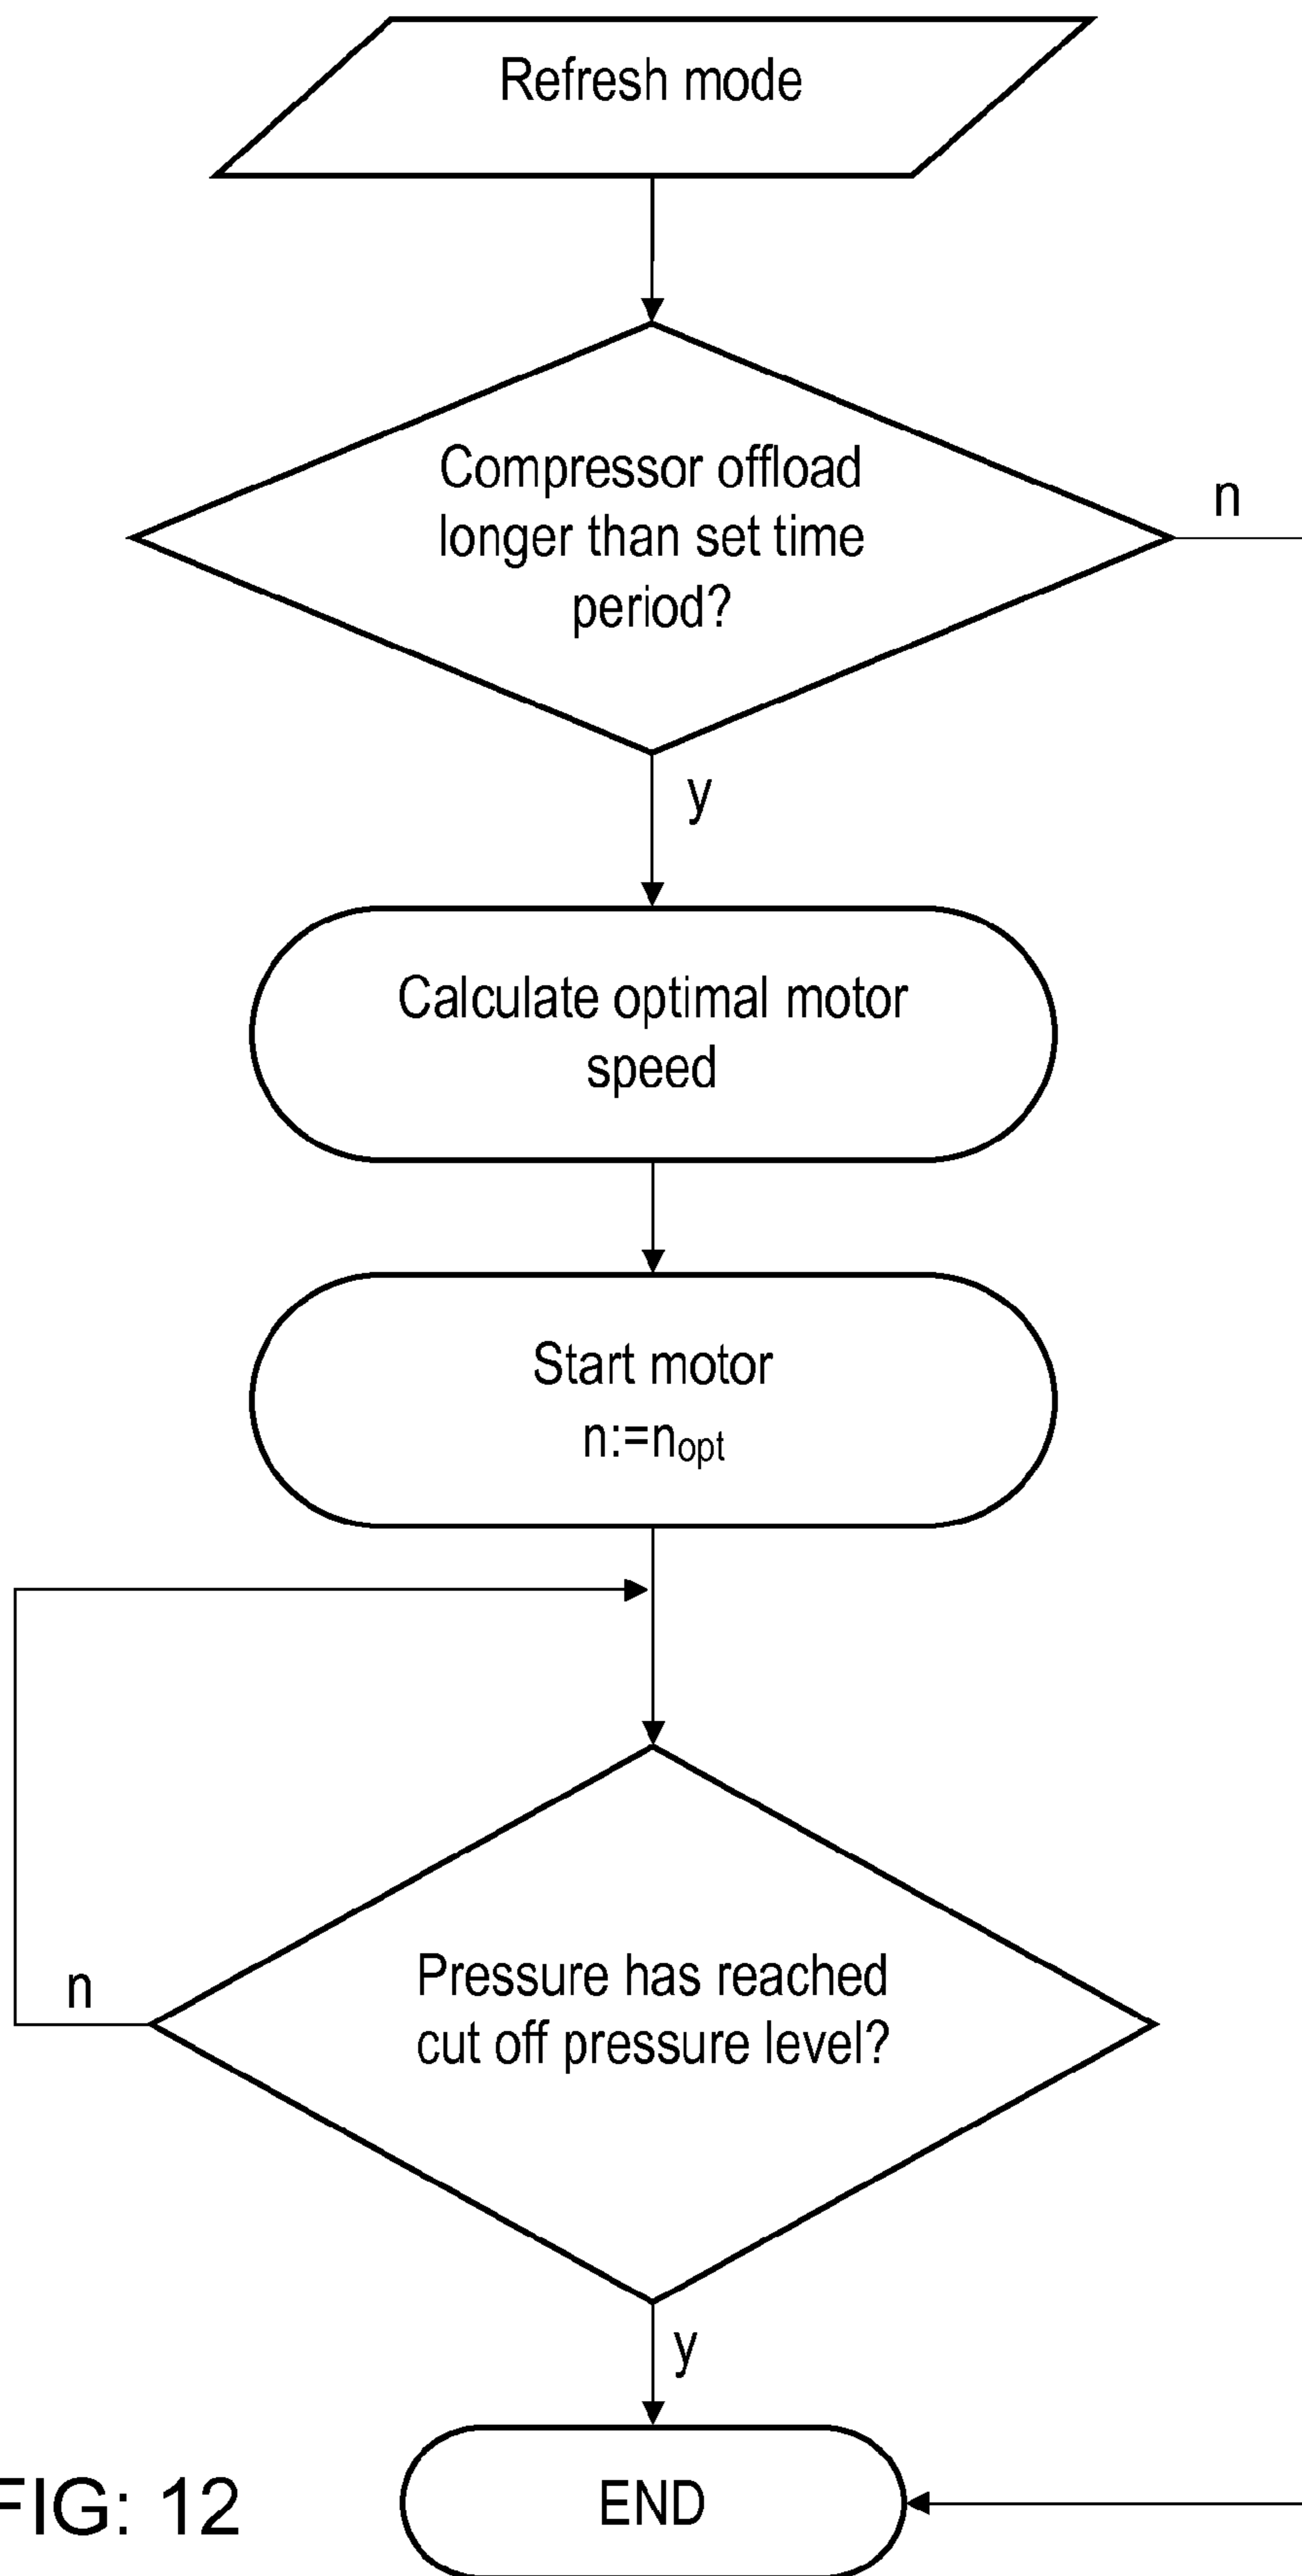 Refresh mode
Compressor offload
longer than set time
period?
n
y
Calculate optimal motor
speed
Start motor
n:=nopt
Pressure has reached
cut off pressure level?
n
y
END
FIG: 12